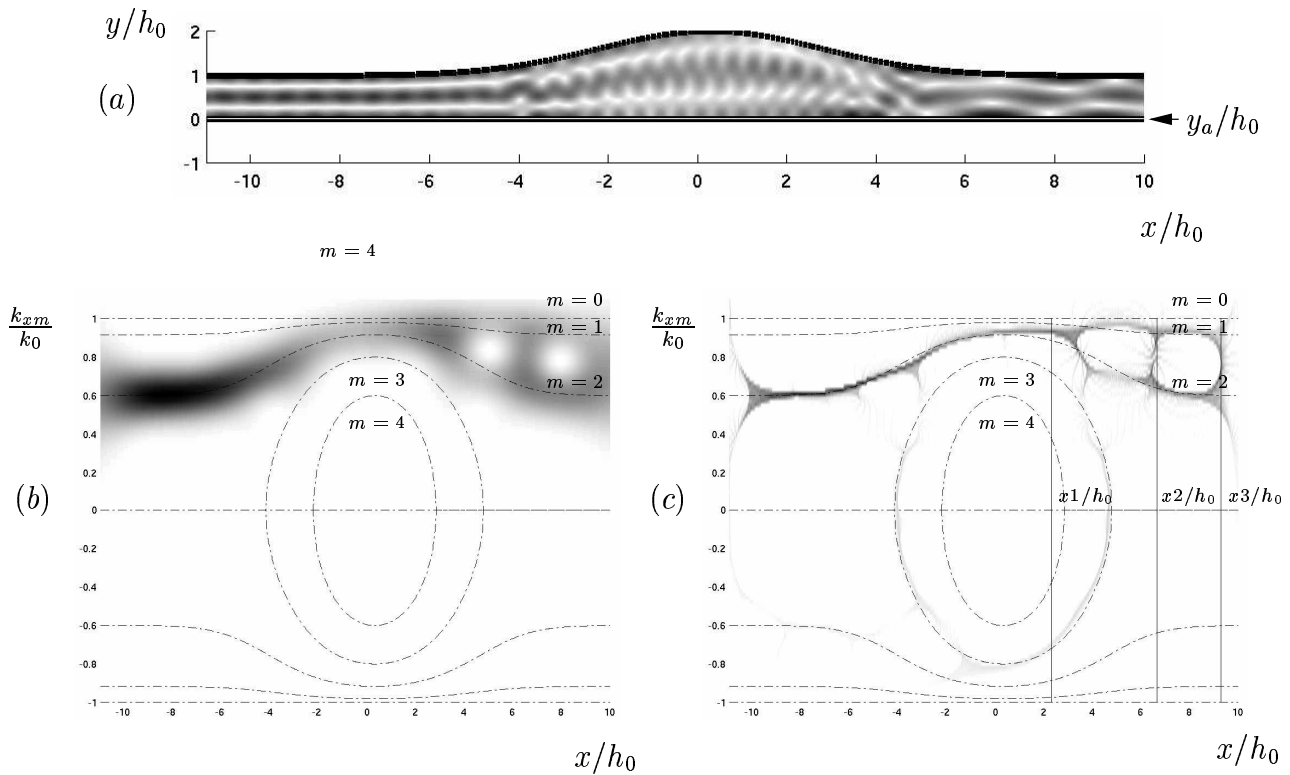 y/h0
2
1
0
-1
(a)
ya/h0
-10 -8 -6 -4 -2 0 2 4 6 8 10
x/h0
m = 4
kxm
k0
1
0.8
0.6
0.4
0.2
0
-0.2
-0.4
-0.6
-0.8
-1
(b)
m = 0
m = 1
m = 2
m = 3
m = 4
-10 -8 -6 -4 -2 0 2 4 6 8 10
x/h0
kxm
k0
1
0.8
0.6
0.4
0.2
0
-0.2
-0.4
-0.6
-0.8
-1
(c)
m = 0
m = 1
m = 2
m = 3
m = 4
x1/h0 x2/h0 x3/h0
-10 -8 -6 -4 -2 0 2 4 6 8 10
x/h0